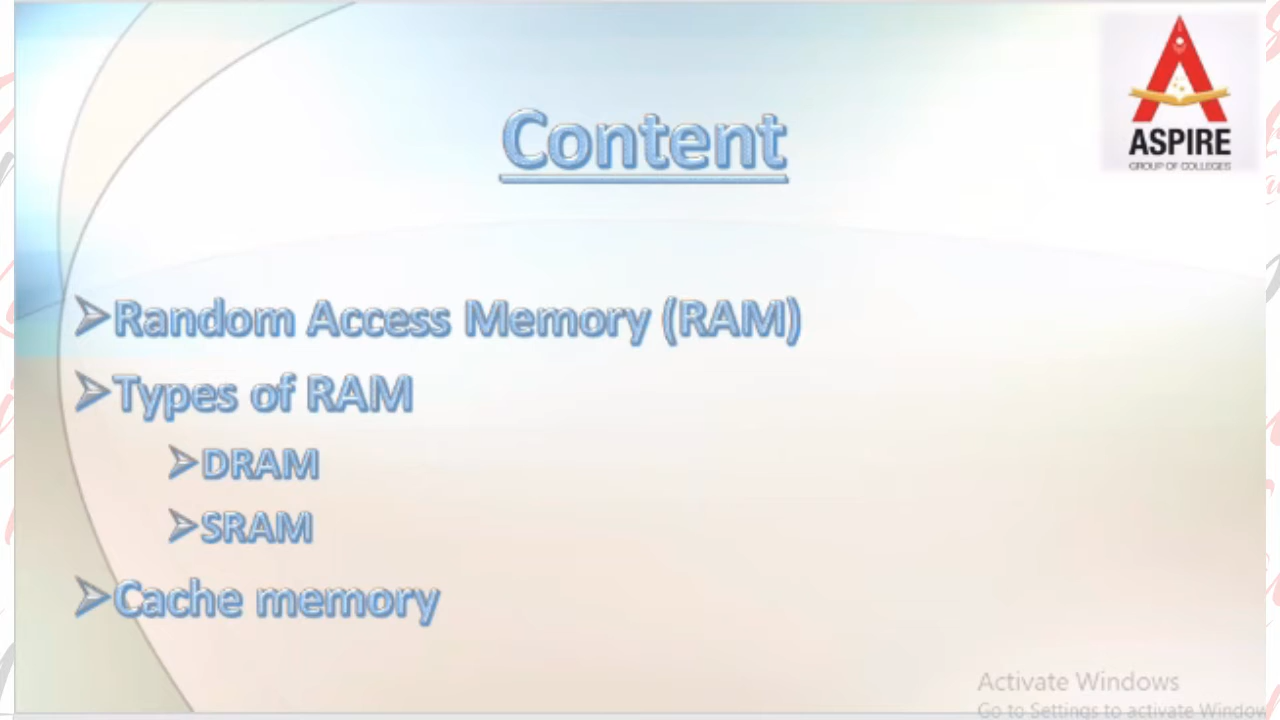 Content
ASPIRE
GROUP OF COLLEGES
➢Random Access Memory (RAM)
➢Types of RAM
➢DRAM
➢SRAM
➢Cache memory
Activate Windows
Go to Settings to activate Window